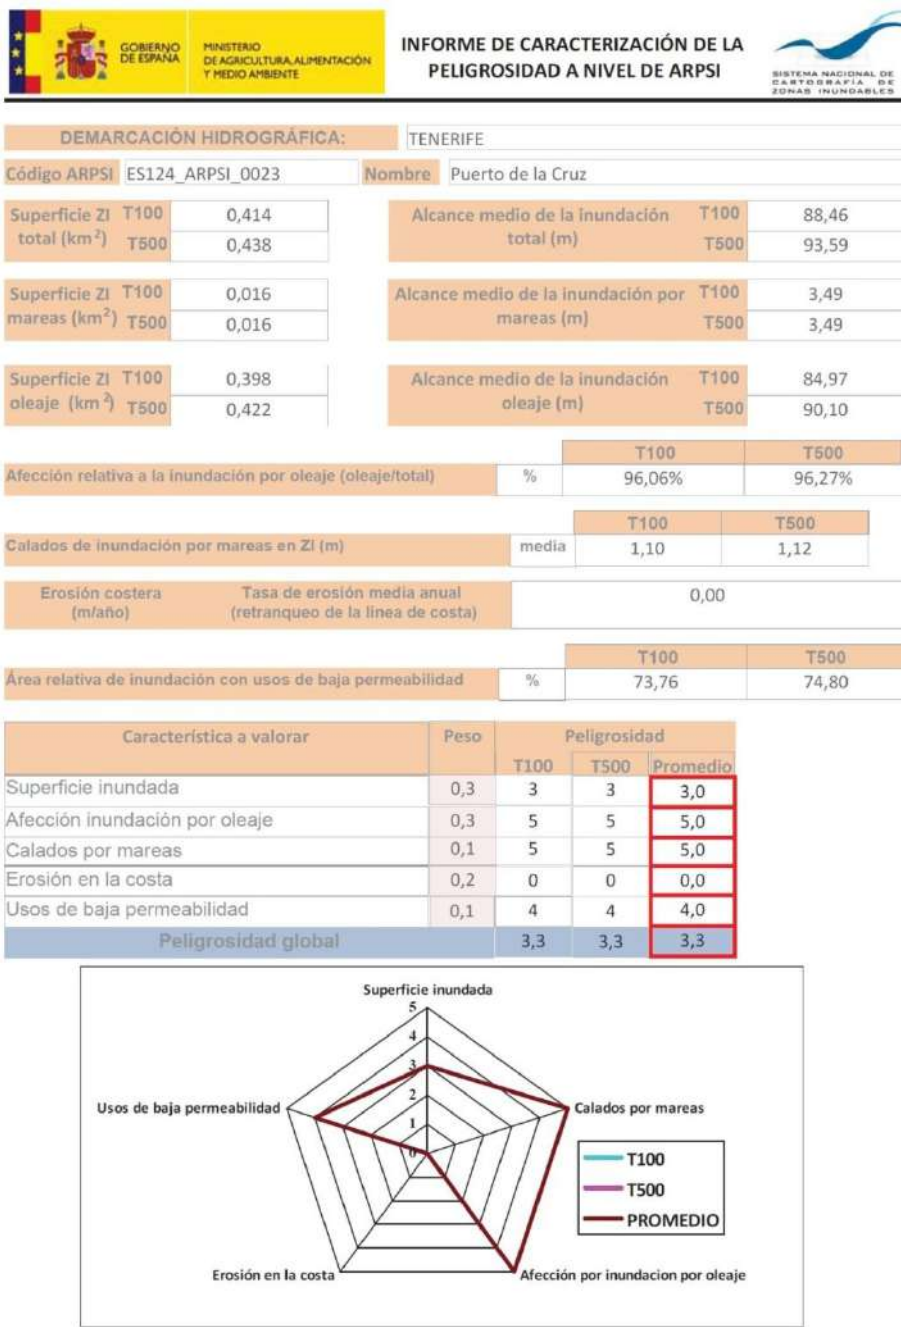 GOBIERNO DE ESPAÑA
MINISTERIO DE AGRICULTURA, ALIMENTACIÓN Y MEDIO AMBIENTE
INFORME DE CARACTERIZACIÓN DE LA
PELIGROSIDAD A NIVEL DE ARPSI
SISTEMA NACIONAL DE
CARTOGRAFÍA DE
ZONAS INUNDABLES
DEMARCACIÓN HIDROGRÁFICA: TENERIFE
Código ARPSI ES124_ARPSI_0023 Nombre Puerto de la Cruz
Superficie ZI total (km²) T100 0,414 Alcance medio de la inundación total (m) T100 88,46
T500 0,438 T500 93,59
Superficie ZI mareas (km²) T100 0,016 Alcance medio de la inundación por mareas (m) T100 3,49
T500 0,016 T500 3,49
Superficie ZI oleaje (km²) T100 0,398 Alcance medio de la inundación oleaje (m) T100 84,97
T500 0,422 T500 90,10
T100 T500
Afección relativa a la inundación por oleaje (oleaje/total) % 96,06% 96,27%
T100 T500
Calados de inundación por mareas en ZI (m) media 1,10 1,12
Erosión costera (m/año) Tasa de erosión media anual (retranqueo de la línea de costa) 0,00
T100 T500
Área relativa de inundación con usos de baja permeabilidad % 73,76 74,80
Característica a valorar Peso Peligrosidad
T100 T500 Promedio
Superficie inundada 0,3 3 3 3,0
Afección inundación por oleaje 0,3 5 5 5,0
Calados por mareas 0,1 5 5 5,0
Erosión en la costa 0,2 0 0 0,0
Usos de baja permeabilidad 0,1 4 4 4,0
Peligrosidad global 3,3 3,3 3,3
Superficie inundada
5
4
3
2
1
0
Usos de baja permeabilidad
Calados por mareas
T100
T500
PROMEDIO
Erosión en la costa
Afección por inundacion por oleaje